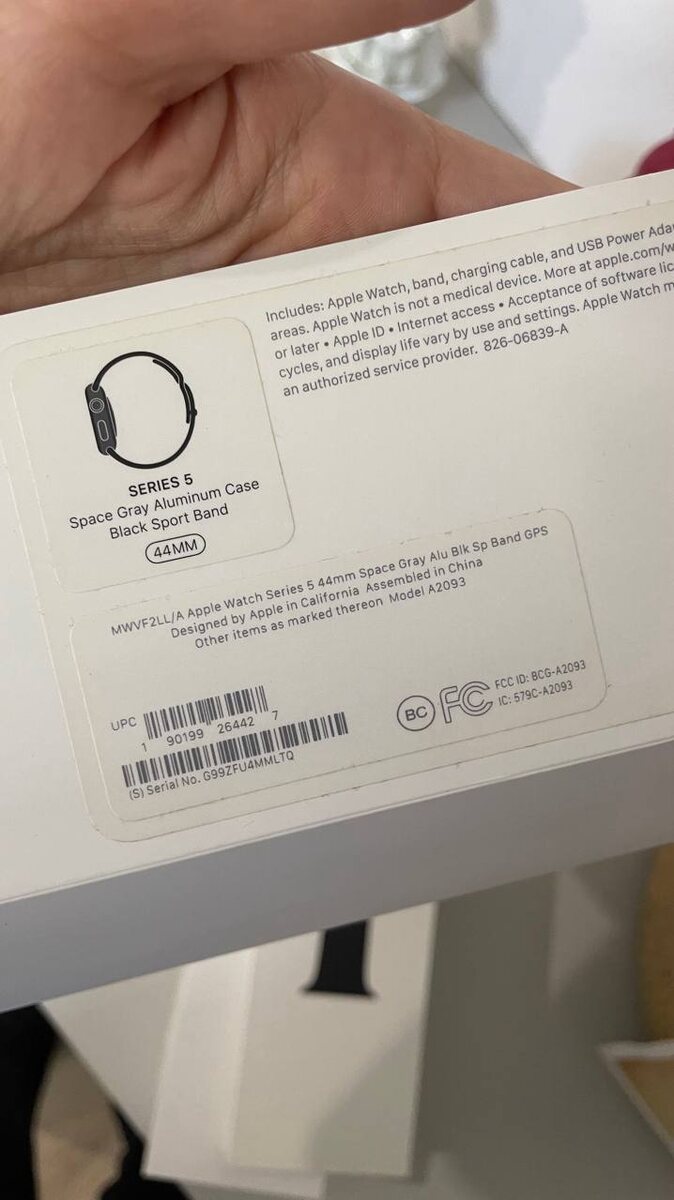 Includes: Apple Watch, band, charging cable, and USB Power
areas. Apple Watch is not a medical device. More at apple.com/w
or later • Apple ID • Internet access • Acceptance of software
cycles, and display life vary by use and settings. Apple Watch
an authorized service provider. 826-06839-A
SERIES 5
Space Gray Aluminum Case
Black Sport Band
44MM
MWVF2LL/A Apple Watch Series 5 44mm Space Gray Alu Blk Sp Band GPS
Designed by Apple in California Assembled in China
Other items as marked thereon Model A2093
UPC
1 90199 26442 7
(S) Serial No. G99ZFU4MMLTQ
BC
FC
FCC ID: BCG-A2093
IC: 579C-A2093